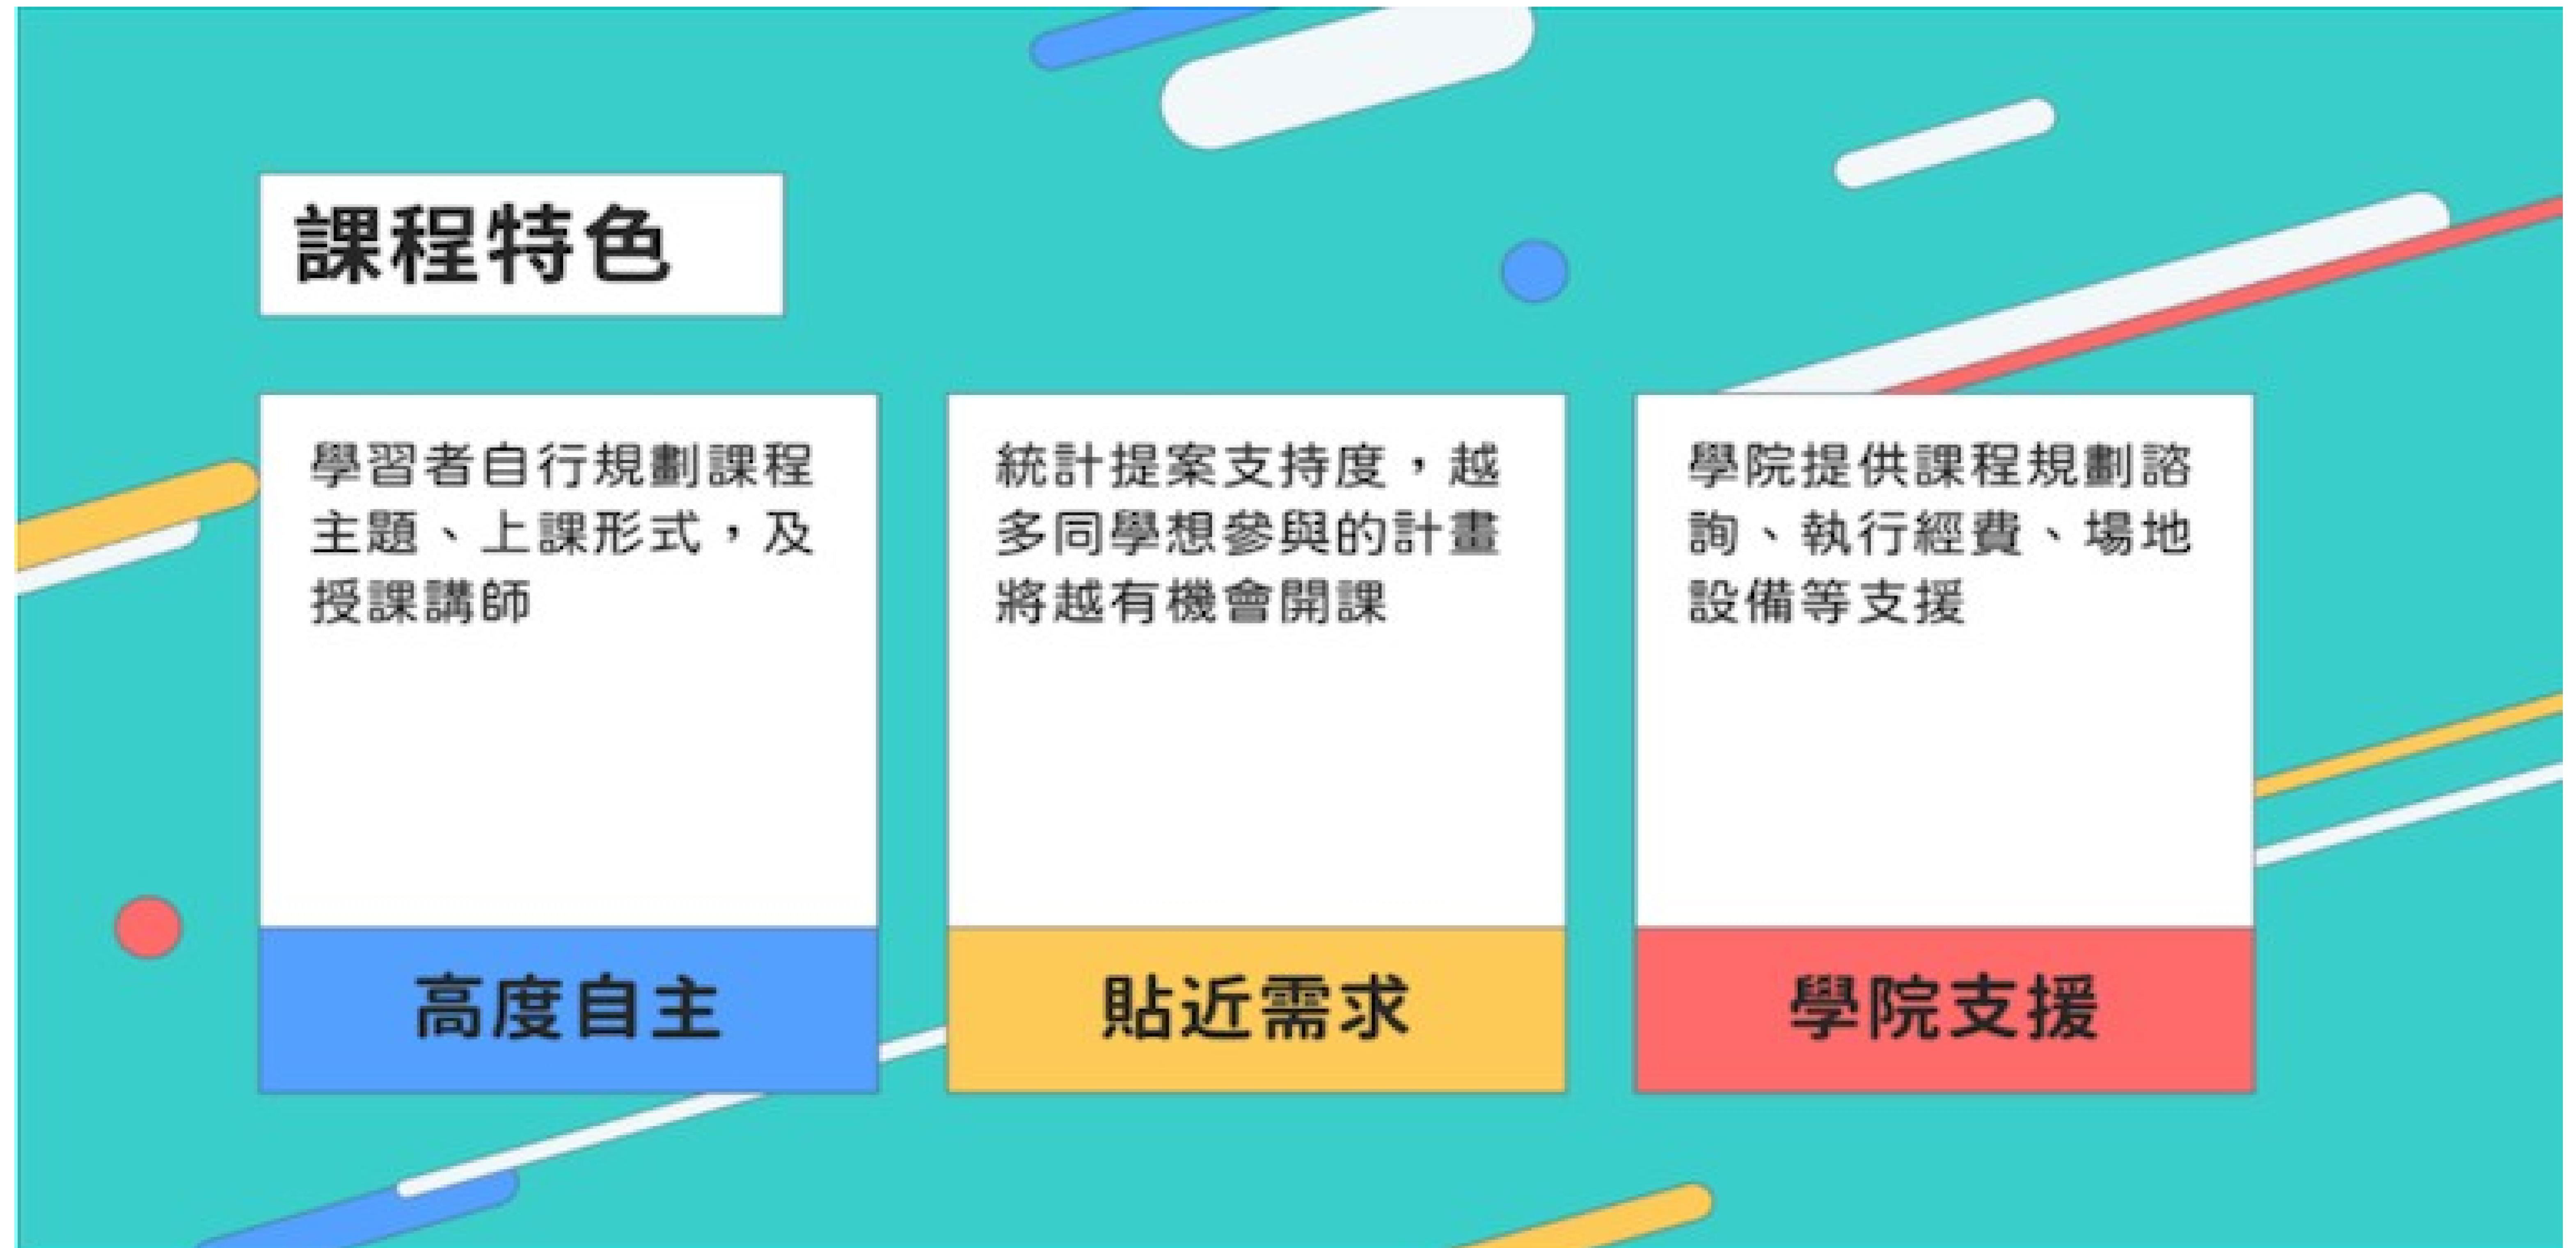 課程特色
學習者自行規劃課程
主題、上課形式，及
授課講師
高度自主
統計提案支持度，越
多同學想參與的計畫
將越有機會開課
貼近需求
學院提供課程規劃諮
詢、執行經費、場地
設備等支援
學院支援